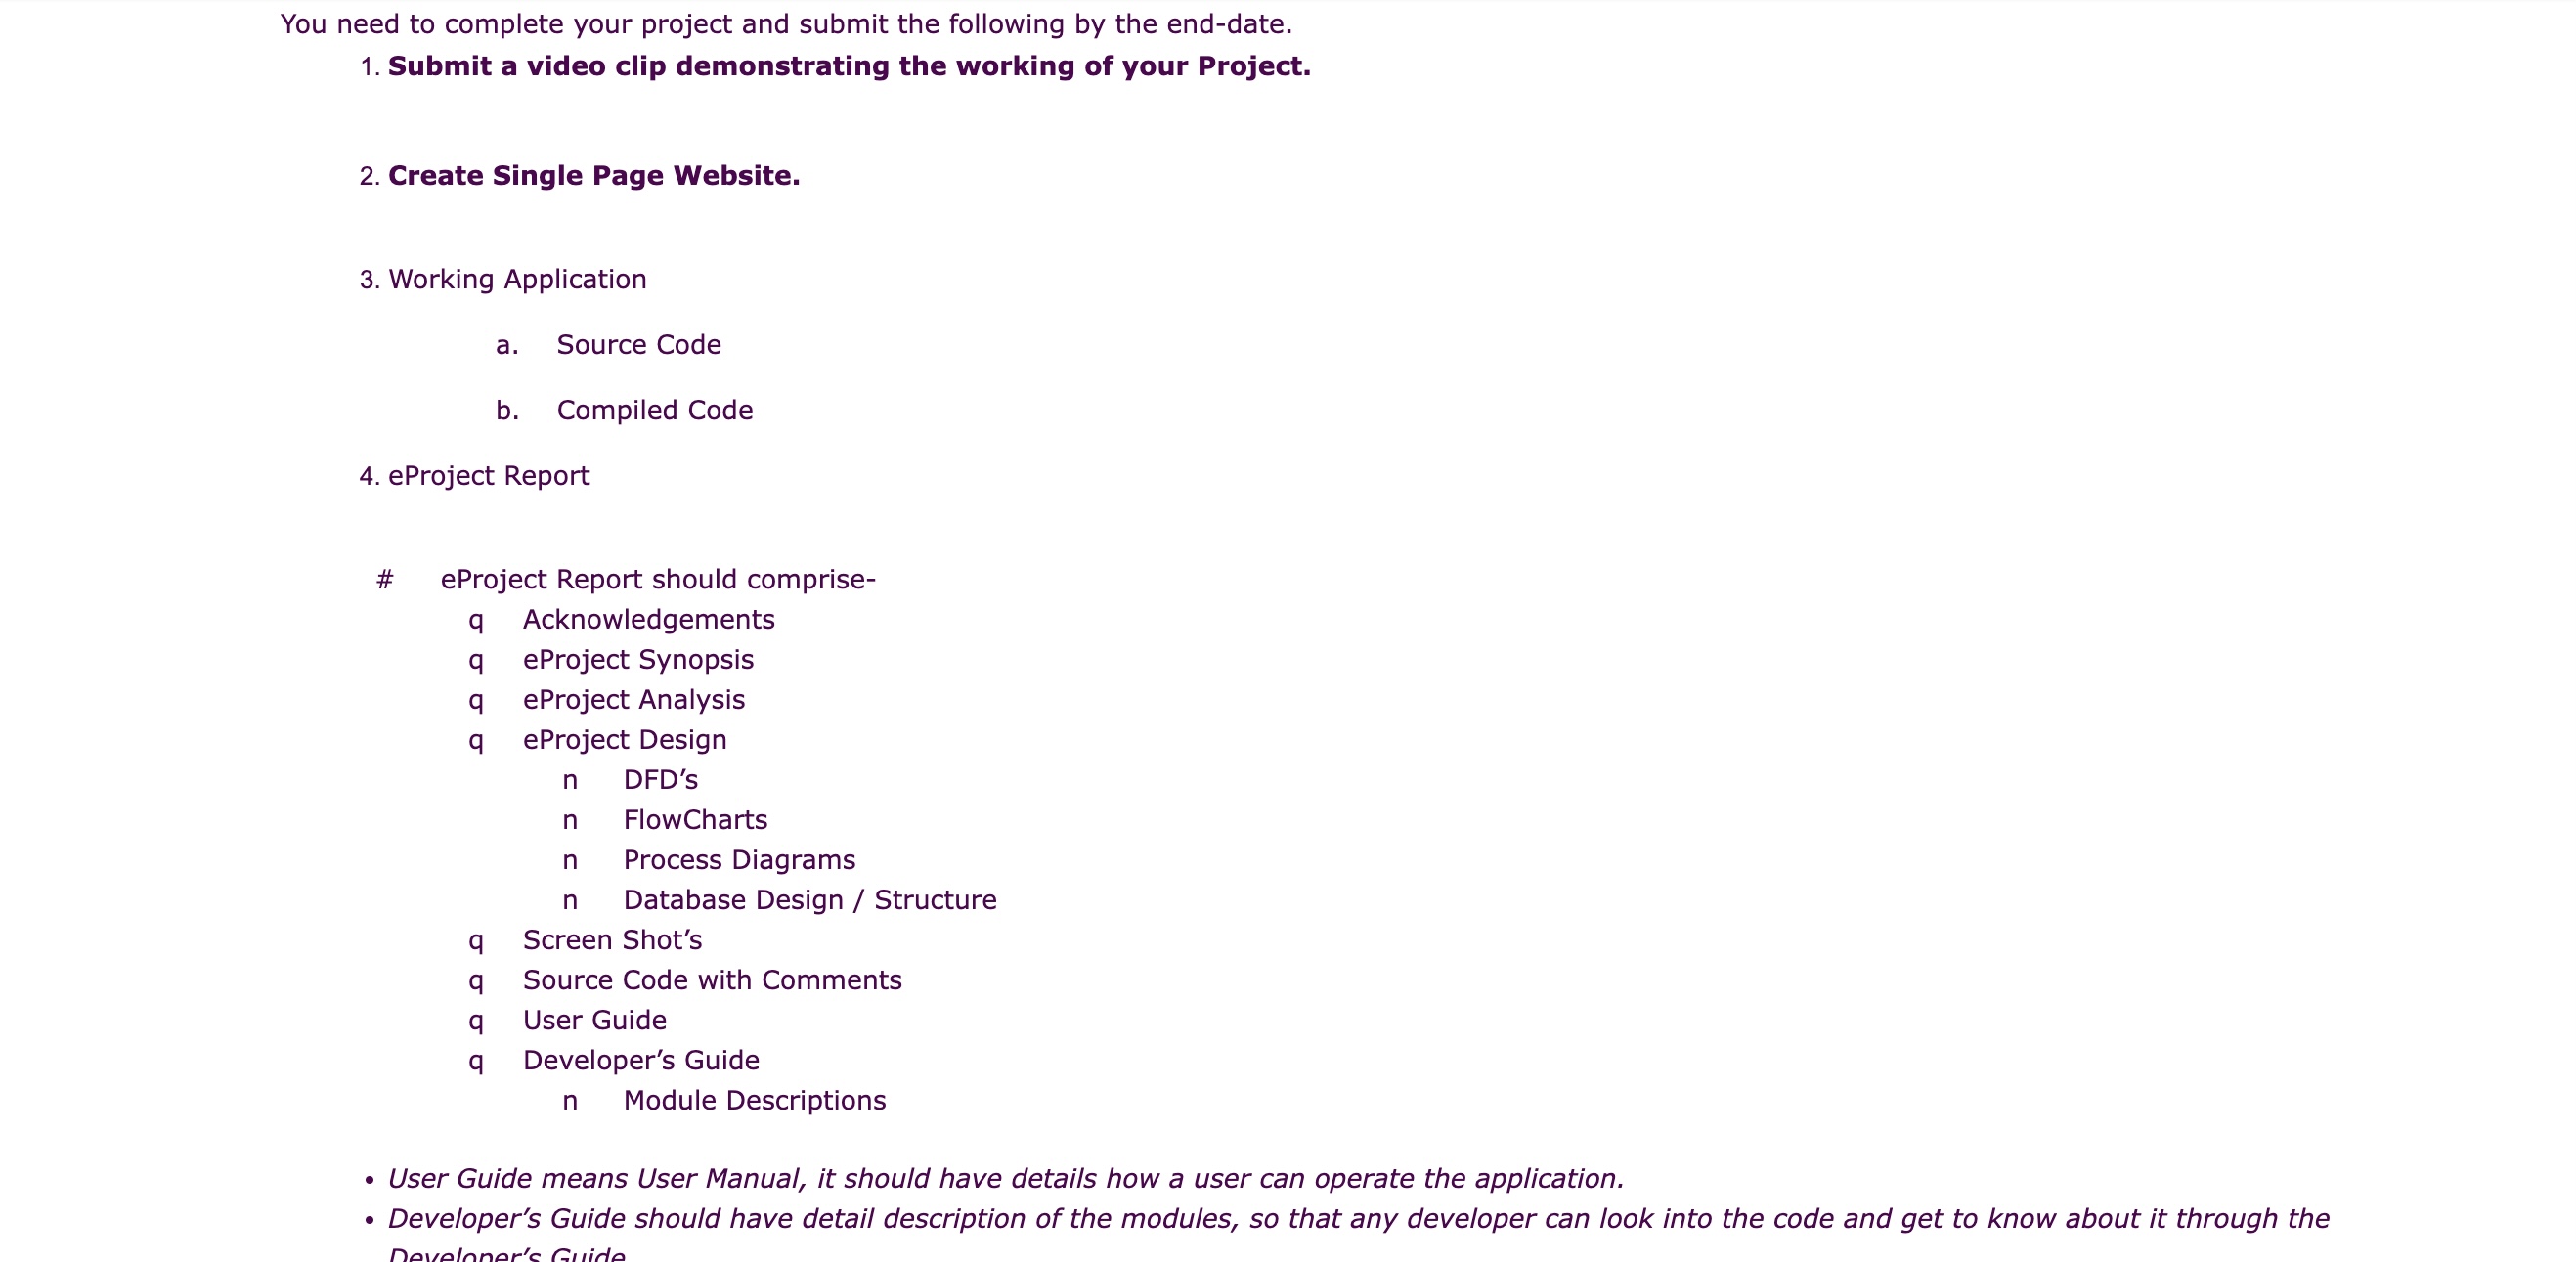 You need to complete your project and submit the following by the end-date.
1. Submit a video clip demonstrating the working of your Project.
2. Create Single Page Website.
3. Working Application
a. Source Code
b. Compiled Code
4. eProject Report
# eProject Report should comprise-
q Acknowledgements
q eProject Synopsis
q eProject Analysis
q eProject Design
n DFD’s
n FlowCharts
n Process Diagrams
n Database Design / Structure
q Screen Shot’s
q Source Code with Comments
q User Guide
q Developer’s Guide
n Module Descriptions
• User Guide means User Manual, it should have details how a user can operate the application.
• Developer’s Guide should have detail description of the modules, so that any developer can look into the code and get to know about it through the
Developer’s Guide